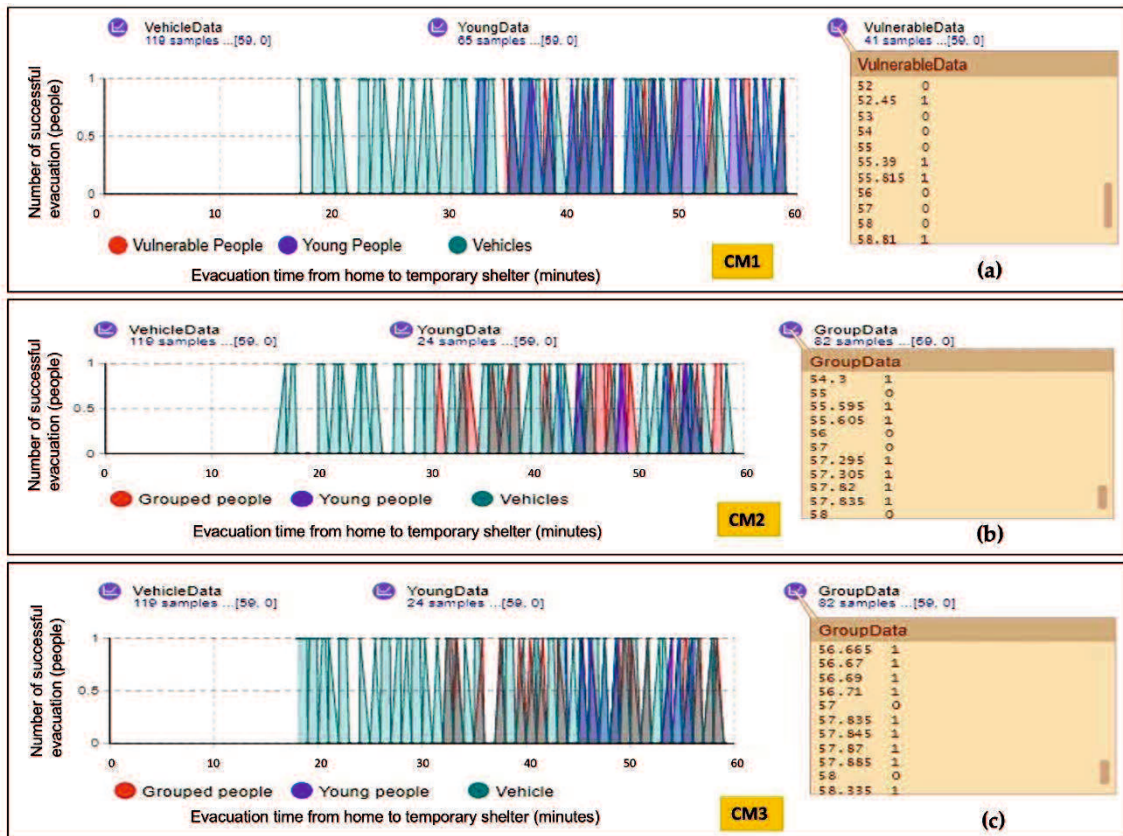 VehicleData
119 samples ...[59, 0]
YoungData
65 samples ...[59, 0]
VulnerableData
41 samples ...[59, 0]
VulnerableData
52 0
52.45 1
53 0
54 0
55 0
55.39 1
55.815 1
56 0
57 0
58 0
58.81 1
Number of successful
evacuation (people)
1
0.5
0
0 10 20 30 40 50 60
Vulnerable People Young People Vehicles
Evacuation time from home to temporary shelter (minutes)
CM1
(a)
VehicleData
119 samples ...[59, 0]
YoungData
24 samples ...[59, 0]
GroupData
82 samples ...[59, 0]
GroupData
54.3 1
55 0
55.595 1
55.605 1
56 0
57 0
57.295 1
57.305 1
57.82 1
57.835 1
58 0
Number of successful
evacuation (people)
1
0.5
0
0 10 20 30 40 50 60
Grouped people Young people Vehicles
Evacuation time from home to temporary shelter (minutes)
CM2
(b)
VehicleData
119 samples ...[59, 0]
YoungData
24 samples ...[59, 0]
GroupData
82 samples ...[59, 0]
GroupData
56.665 1
56.67 1
56.69 1
56.71 1
57 0
57.835 1
57.845 1
57.87 1
57.885 1
58 0
58.335 1
Number of successful
evacuation (people)
1
0.5
0
0 10 20 30 40 50 60
Grouped people Young people Vehicle
Evacuation time from home to temporary shelter (minutes)
CM3
(c)